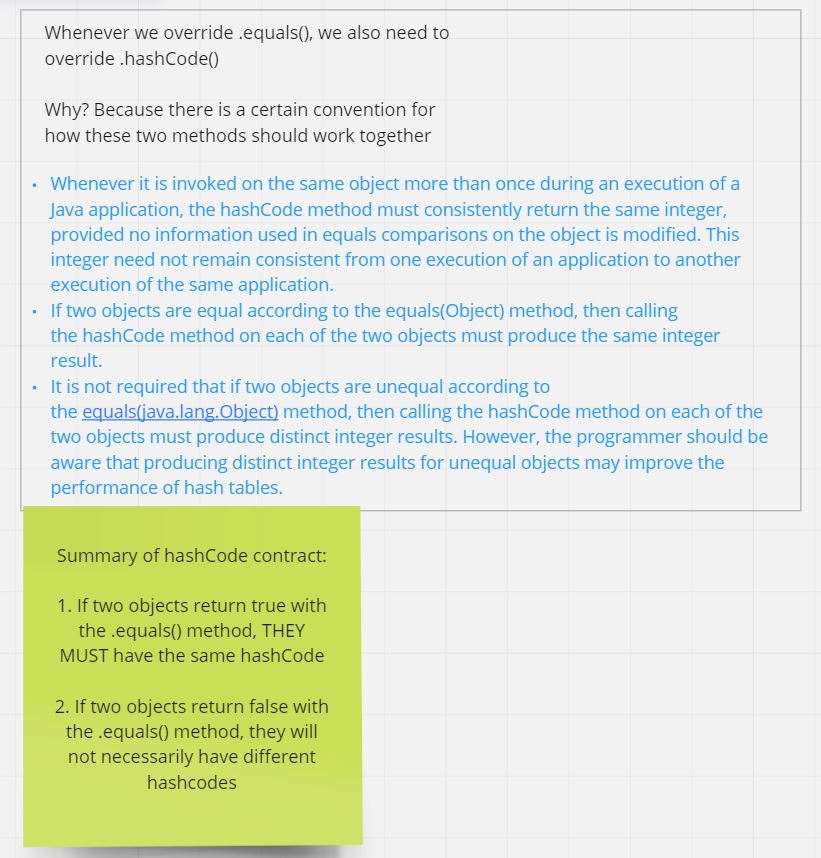 Whenever we override .equals(), we also need to
override .hashCode()
Why? Because there is a certain convention for
how these two methods should work together
• Whenever it is invoked on the same object more than once during an execution of a
Java application, the hashCode method must consistently return the same integer,
provided no information used in equals comparisons on the object is modified. This
integer need not remain consistent from one execution of an application to another
execution of the same application.
• If two objects are equal according to the equals(Object) method, then calling
the hashCode method on each of the two objects must produce the same integer
result.
• It is not required that if two objects are unequal according to
the equals(java.lang.Object) method, then calling the hashCode method on each of the
two objects must produce distinct integer results. However, the programmer should be
aware that producing distinct integer results for unequal objects may improve the
performance of hash tables.
Summary of hashCode contract:
1. If two objects return true with
the .equals() method, THEY
MUST have the same hashCode
2. If two objects return false with
the .equals() method, they will
not necessarily have different
hashcodes